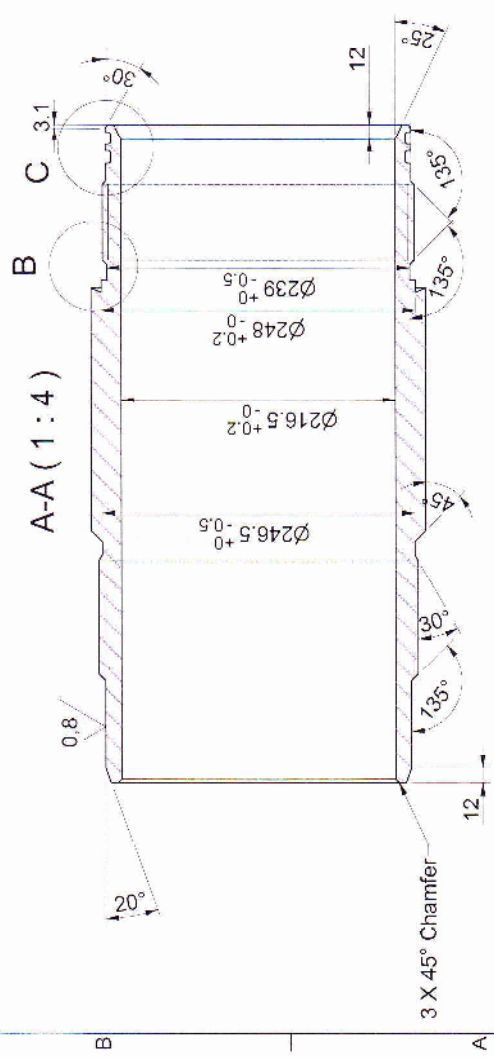 A-A ( 1 : 4 )
B
C
3.1
30°
12
25°
0,8
20°
Ø246.5 +0 -0.5
Ø216.5 +0.2 -0
Ø248 +0.2 -0
Ø239 +0 -0.5
135°
135°
45°
30°
135°
12
3 X 45° Chamfer
B
A